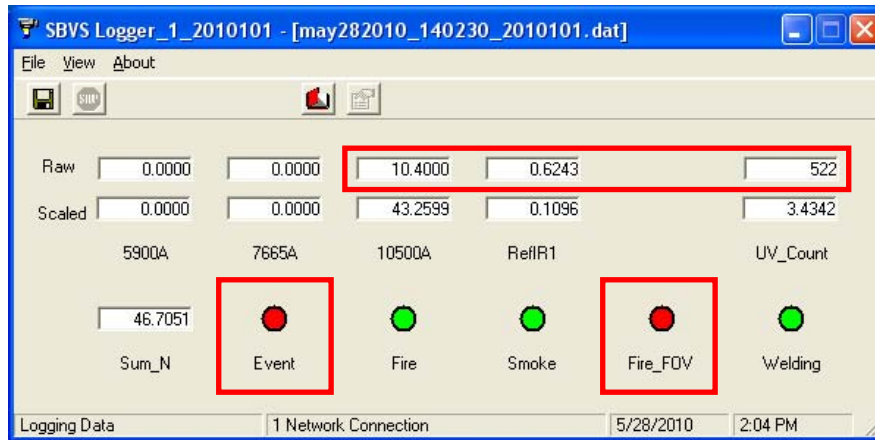 SBVS Logger_1_2010101 - [may282010_140230_2010101.dat]
File View About
STOP
Raw 0.0000 0.0000 10.4000 0.6243 522
Scaled 0.0000 0.0000 43.2599 0.1096 3.4342
5900A 7665A 10500A RefIR1 UV_Count
46.7051
Sum_N Event Fire Smoke Fire_FOV Welding
Logging Data 1 Network Connection 5/28/2010 2:04 PM